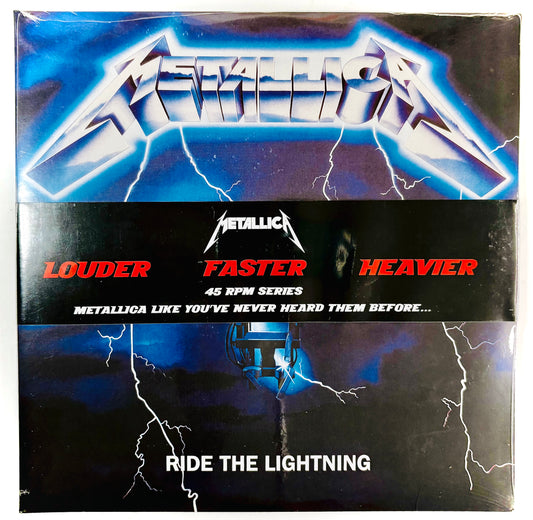 METALLICA
METALLICA
LOUDER FASTER HEAVIER
45 RPM SERIES
METALLICA LIKE YOU'VE NEVER HEARD THEM BEFORE...
RIDE THE LIGHTNING